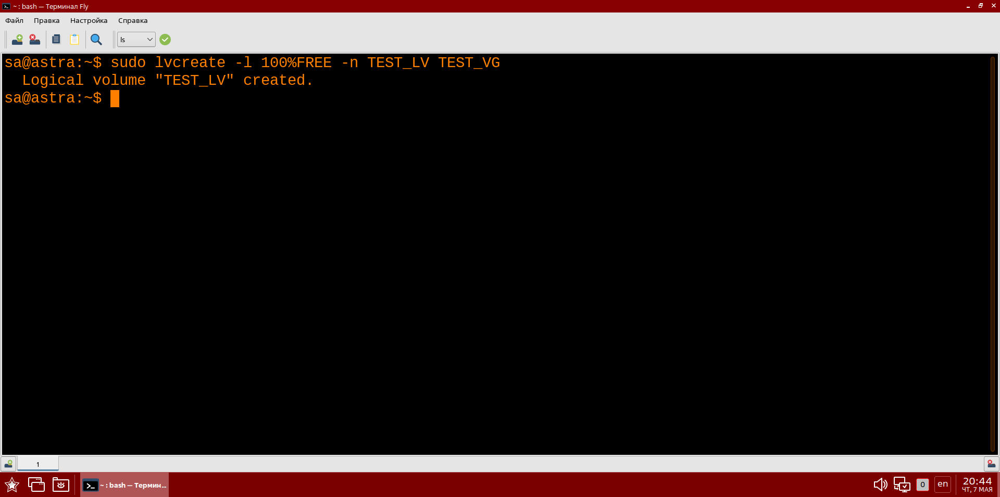 ~ : bash — Терминал Fly
Файл Правка Настройка Справка
ls
sa@astra:~$ sudo lvcreate -l 100%FREE -n TEST_LV TEST_VG
  Logical volume "TEST_LV" created.
sa@astra:~$
1
~ : bash — Термин...
0
en
20:44
ЧТ, 7 МАЯ